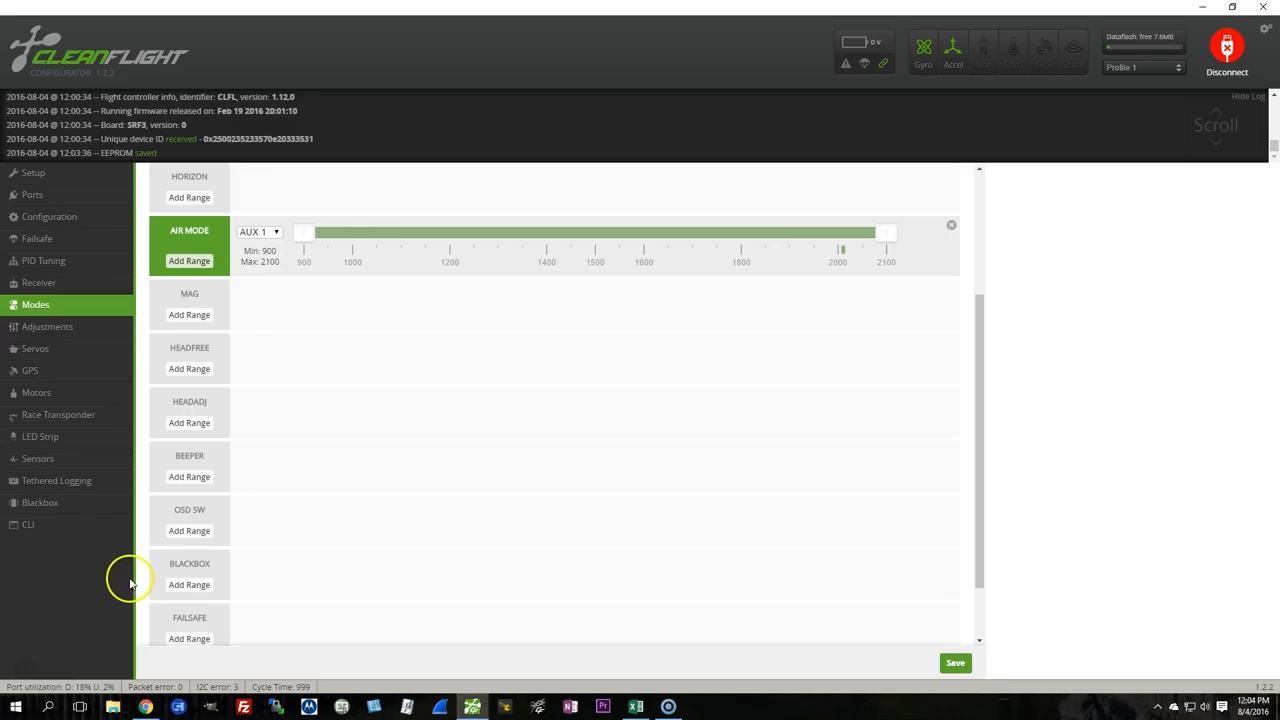 CLEANFLIGHT
CONFIGURATOR 1.2.2
0 V
Gyro
Accel
Mag
Baro
GPS
Sonar
Dataflash: free 7.6MB
Profile 1
Disconnect
2016-08-04 @ 12:00:34 -- Flight controller info, identifier: CLFL, version: 1.12.0
Hide Log
2016-08-04 @ 12:00:34 -- Running firmware released on: Feb 19 2016 20:01:10
2016-08-04 @ 12:00:34 -- Board: SRF3, version: 0
Scroll
2016-08-04 @ 12:00:34 -- Unique device ID received - 0x2500235233570e20333531
2016-08-04 @ 12:03:36 -- EEPROM saved
Setup
Ports
Configuration
Failsafe
PID Tuning
Receiver
Modes
Adjustments
Servos
GPS
Motors
Race Transponder
LED Strip
Sensors
Tethered Logging
Blackbox
CLI
HORIZON
Add Range
AIR MODE
Add Range
AUX 1
Min: 900
Max: 2100
900 1000 1200 1400 1500 1600 1800 2000 2100
MAG
Add Range
HEADFREE
Add Range
HEADADJ
Add Range
BEEPER
Add Range
OSD SW
Add Range
BLACKBOX
Add Range
FAILSAFE
Add Range
Save
Port utilization: D: 18% U: 2%
Packet error: 0
I2C error: 3
Cycle Time: 999
1.2.2
12:04 PM
8/4/2016